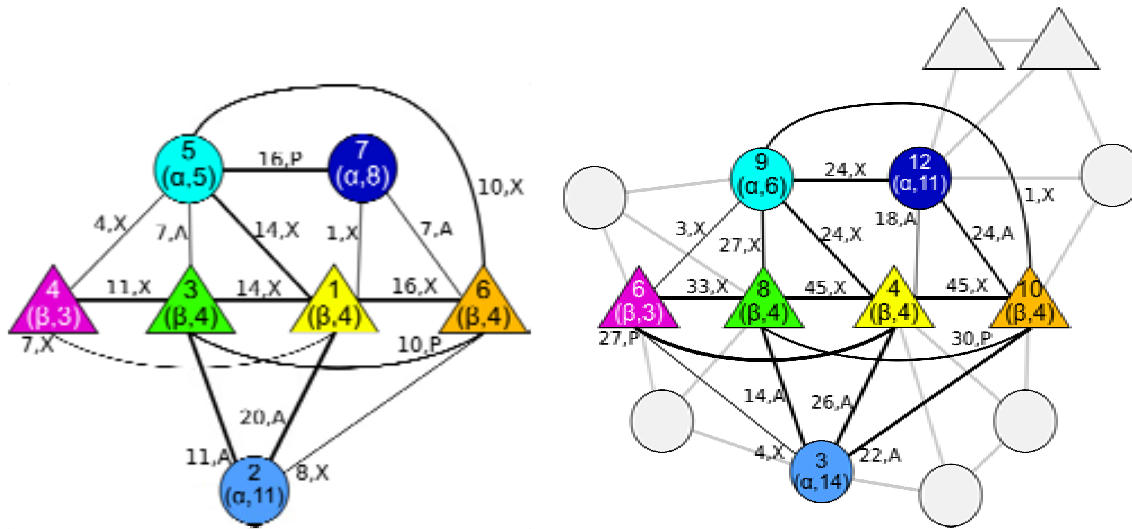 5
(α,5)
7
(α,8)
16,P
10,X
4,X
7,A
14,X
1,X
7,A
4
(β,3)
3
(β,4)
1
(β,4)
6
(β,4)
11,X
14,X
16,X
7,X
10,P
20,A
11,A
8,X
2
(α,11)
9
(α,6)
12
(α,11)
24,X
1,X
3,X
27,X
24,X
18,A
24,A
6
(β,3)
8
(β,4)
4
(β,4)
10
(β,4)
33,X
45,X
45,X
27,P
30,P
14,A
26,A
4,X
22,A
3
(α,14)